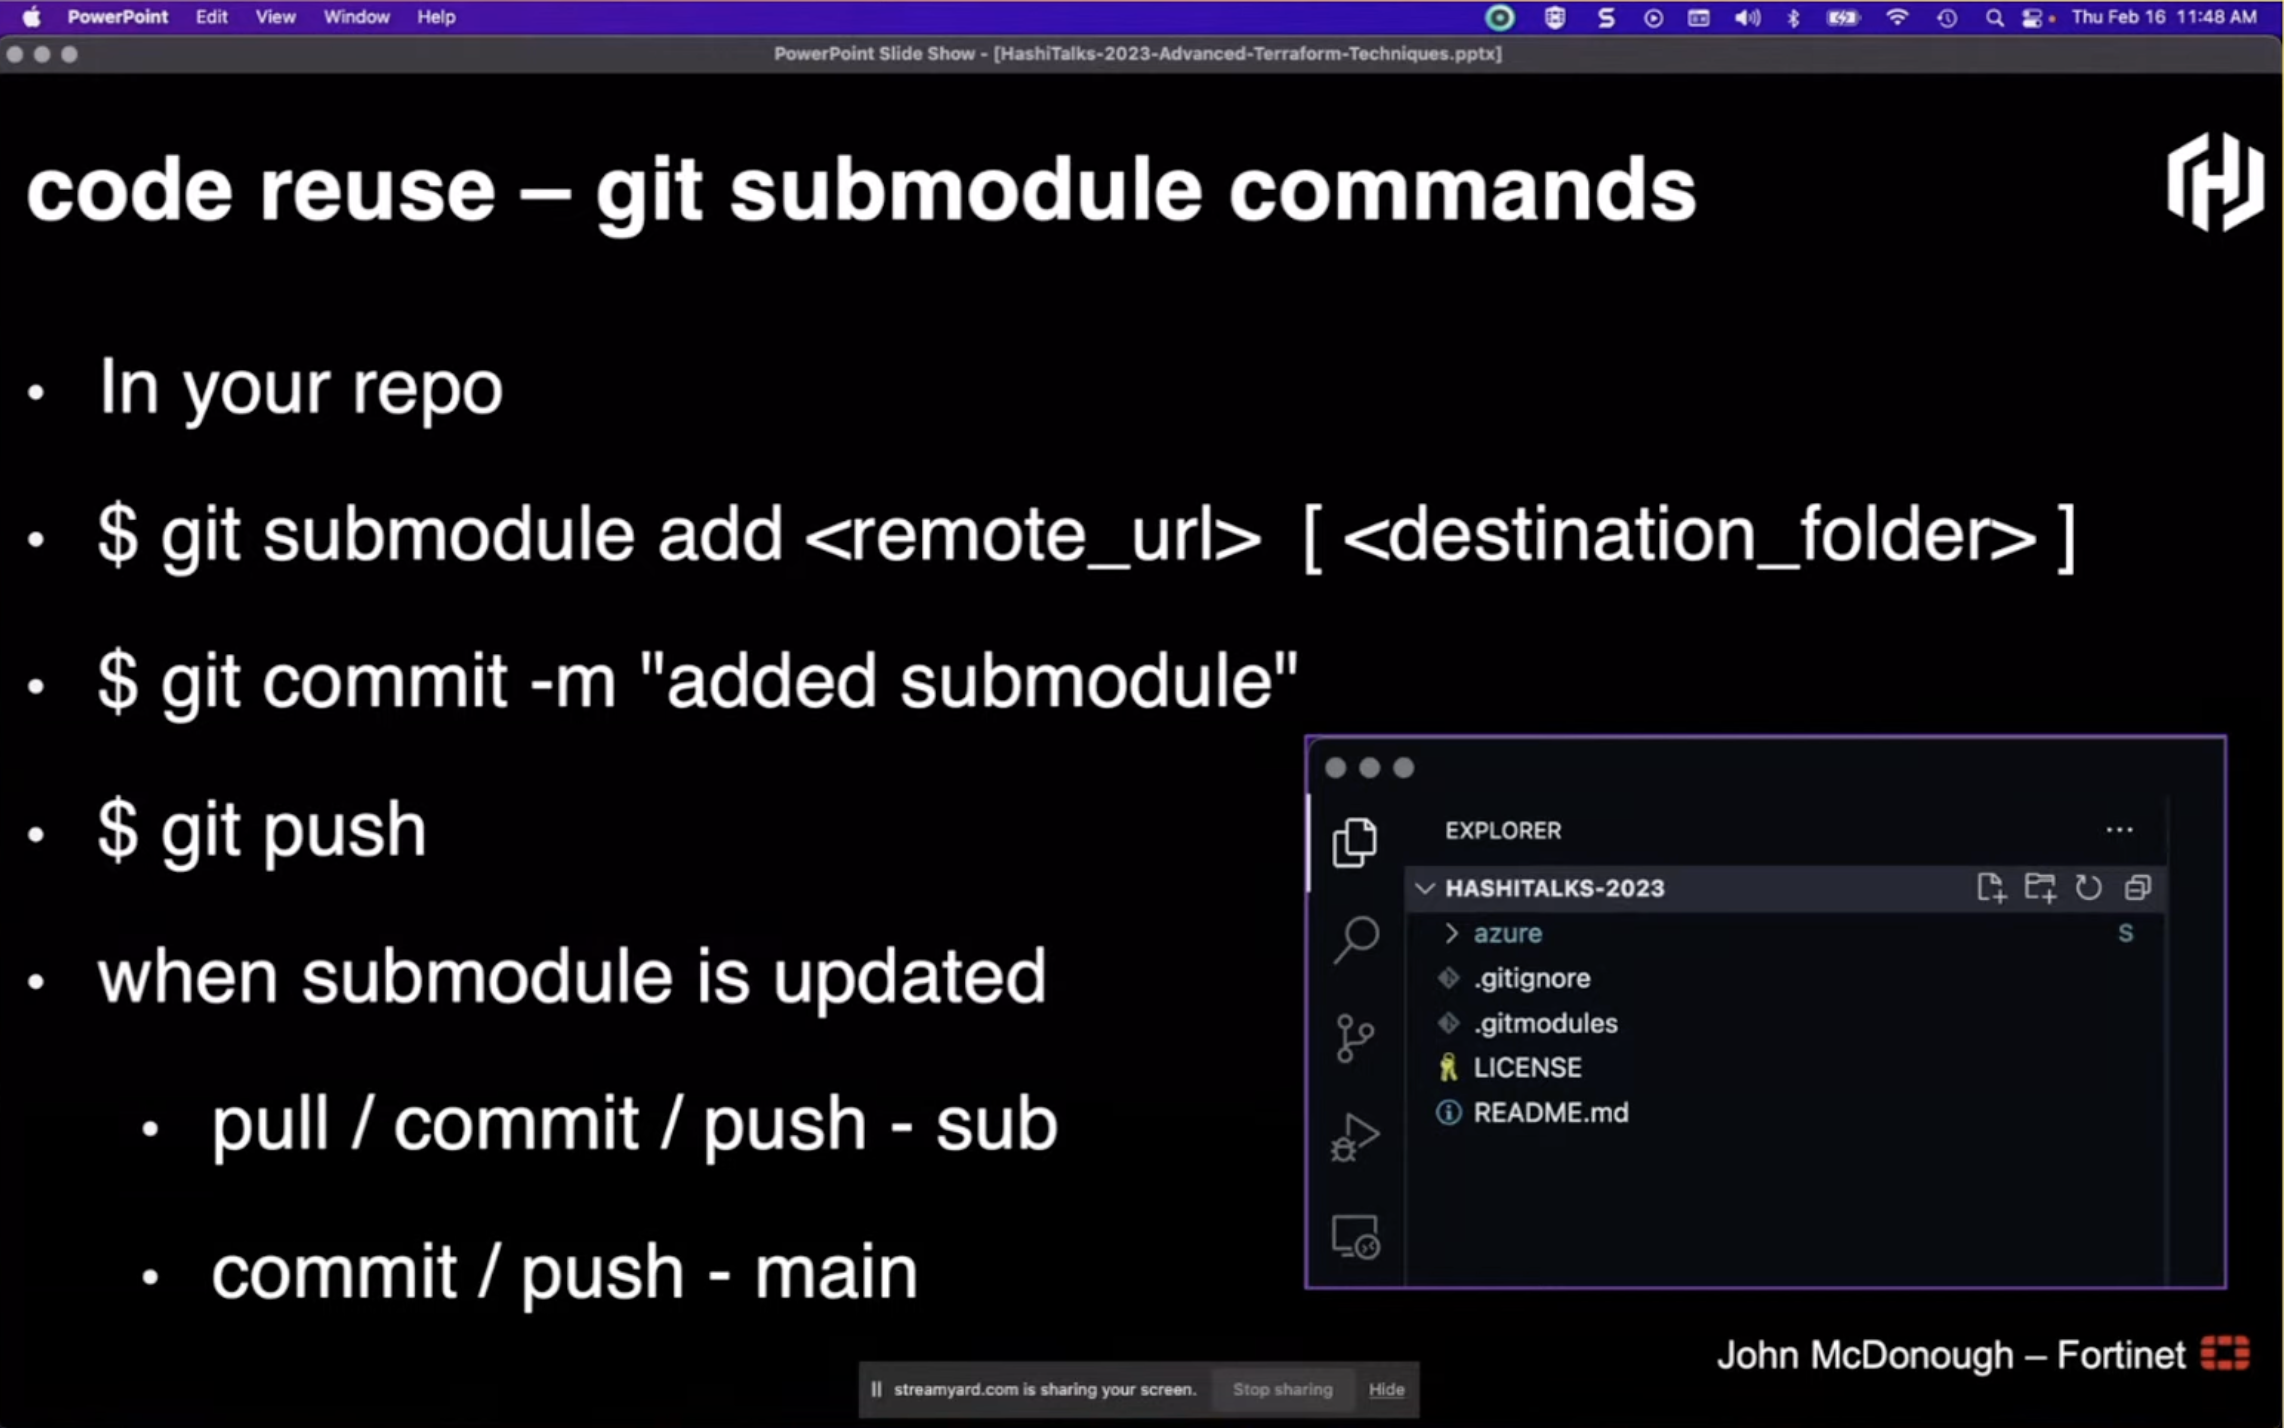 PowerPoint Edit View Window Help Thu Feb 16 11:48 AM
PowerPoint Slide Show - [HashiTalks-2023-Advanced-Terraform-Techniques.pptx]
code reuse – git submodule commands
• In your repo
• $ git submodule add <remote_url> [ <destination_folder> ]
• $ git commit -m "added submodule"
• $ git push
• when submodule is updated
• pull / commit / push - sub
• commit / push - main
EXPLORER ...
HASHITALKS-2023
azure S
.gitignore
.gitmodules
LICENSE
README.md
John McDonough – Fortinet
streamyard.com is sharing your screen. Stop sharing Hide